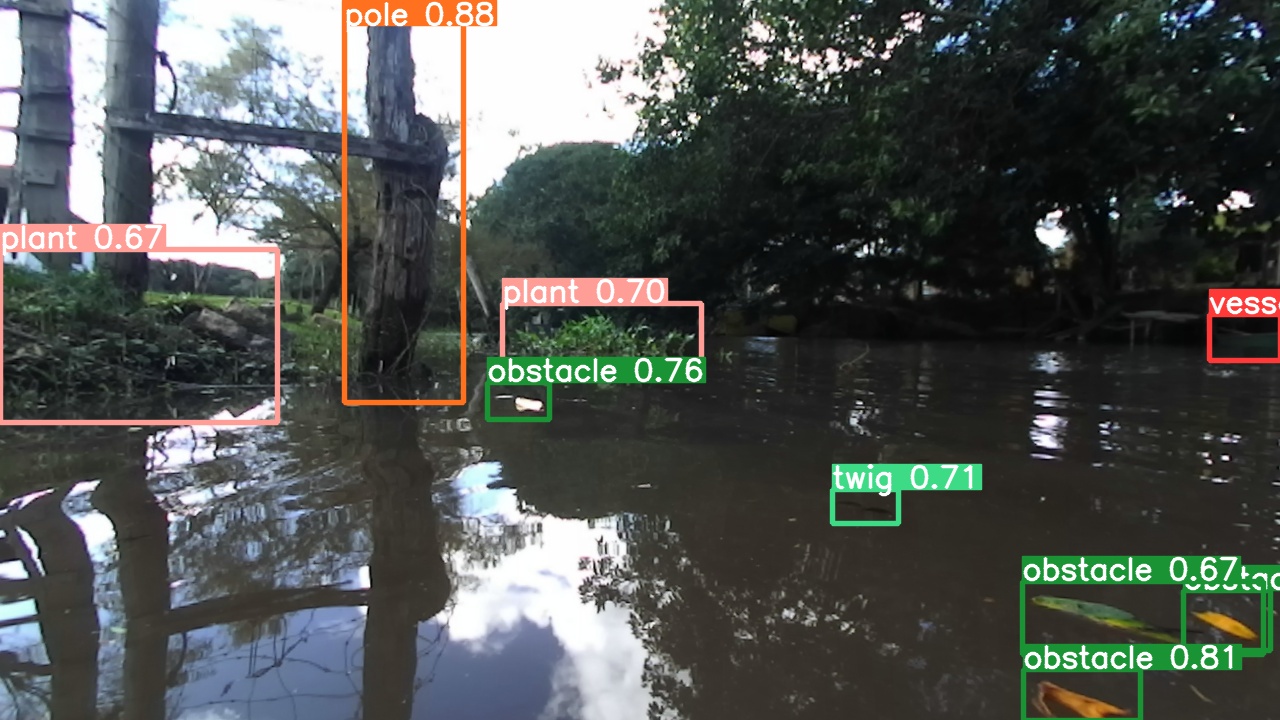 pole 0.88
plant 0.67
plant 0.70
vess
obstacle 0.76
twig 0.71
obstacle 0.67
obstacle 0.81